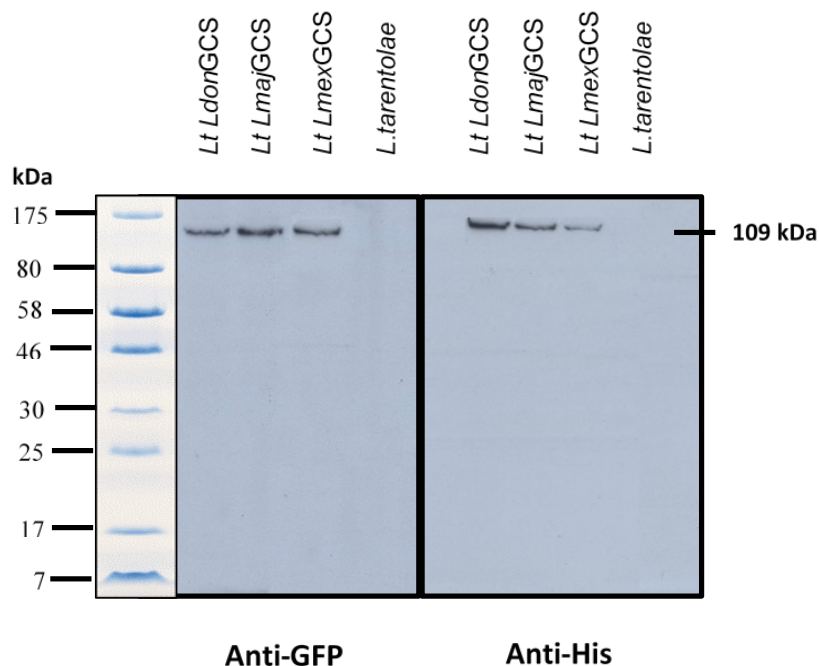 Lt LdonGCS
Lt LmajGCS
Lt LmexGCS
L.tarentolae
Lt LdonGCS
Lt LmajGCS
Lt LmexGCS
L.tarentolae
kDa
175
80
58
46
30
25
17
7
109 kDa
Anti-GFP
Anti-His